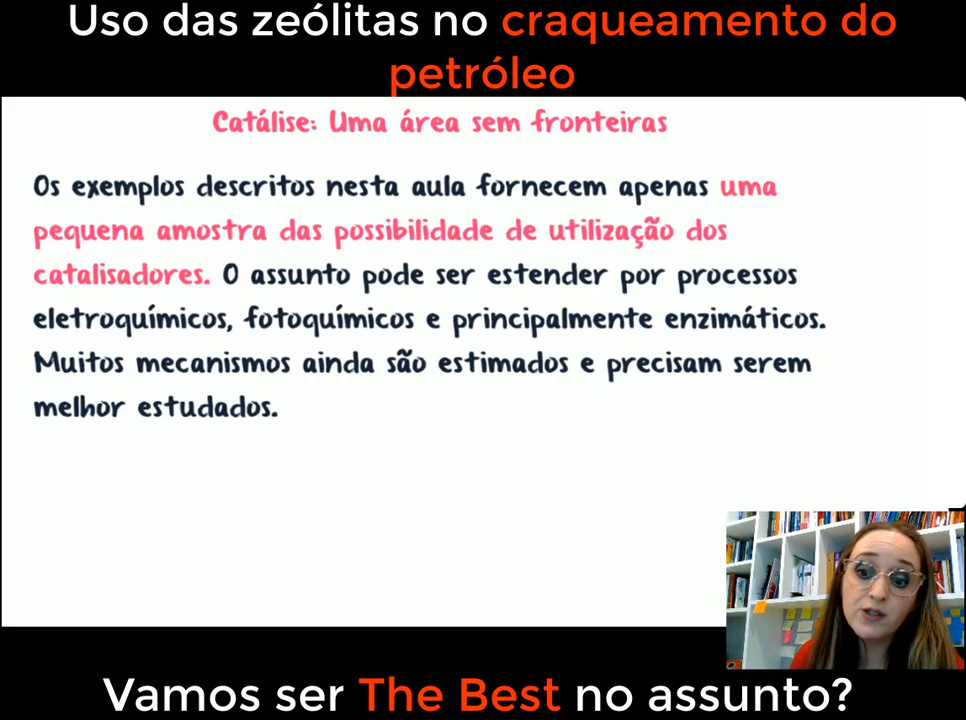 Uso das zeólitas no craqueamento do
petróleo
Catálise: Uma área sem fronteiras
Os exemplos descritos nesta aula fornecem apenas uma
pequena amostra das possibilidade de utilização dos
catalisadores. O assunto pode ser estender por processos
eletroquímicos, fotoquímicos e principalmente enzimáticos.
Muitos mecanismos ainda são estimados e precisam serem
melhor estudados.
Vamos ser The Best no assunto?